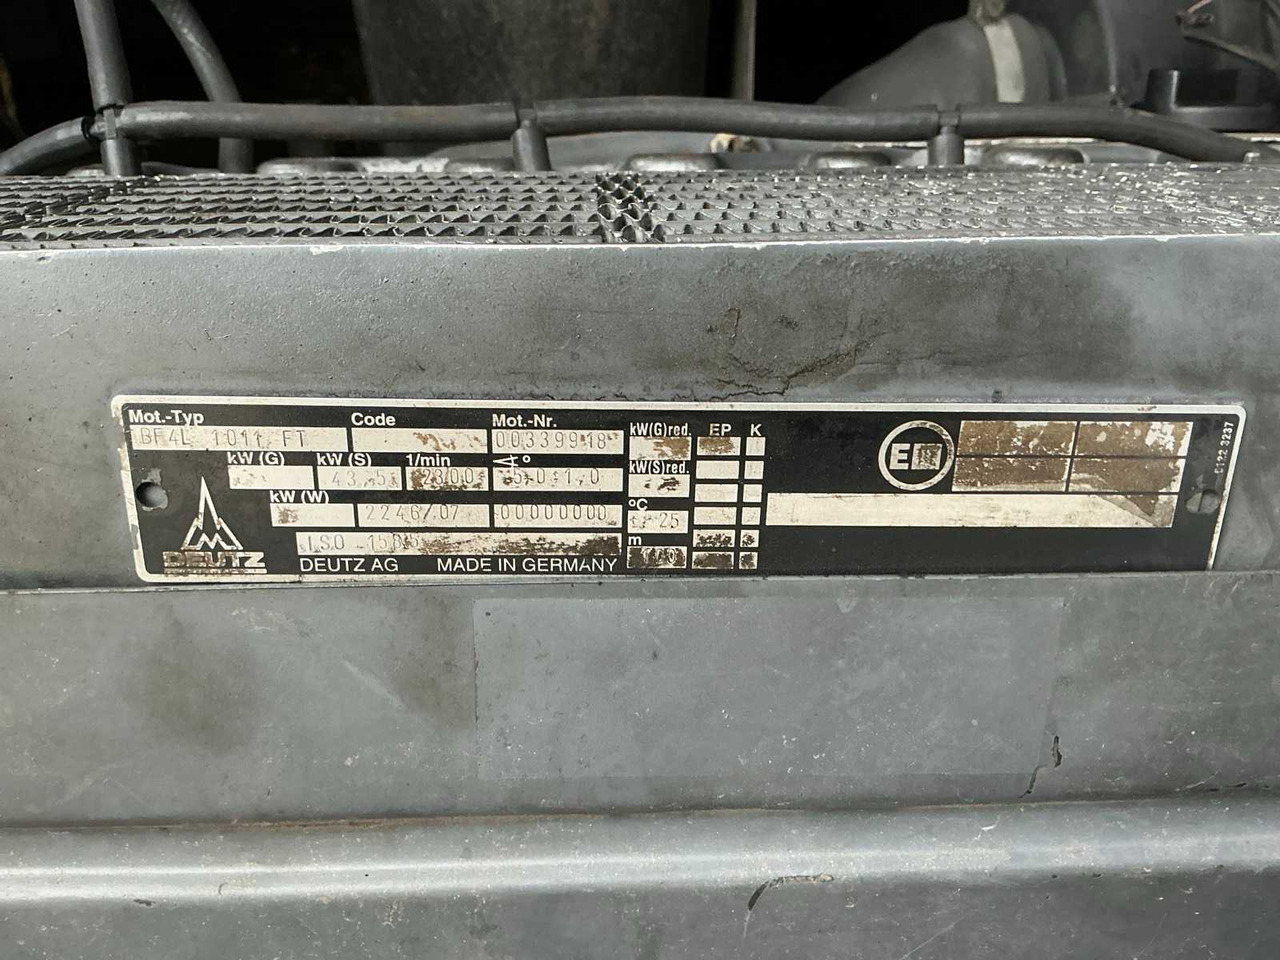 Mot.-Typ Code Mot.-Nr. kW(G)red. EP K
BF4L 1011 FT 00339918
kW (G) kW (S) 1/min ∢° kW(S)red.
43,5 2300
kW (W) °C
2246/07 00000000 25
ISO m
DEUTZ DEUTZ AG MADE IN GERMANY
E
0122 3237